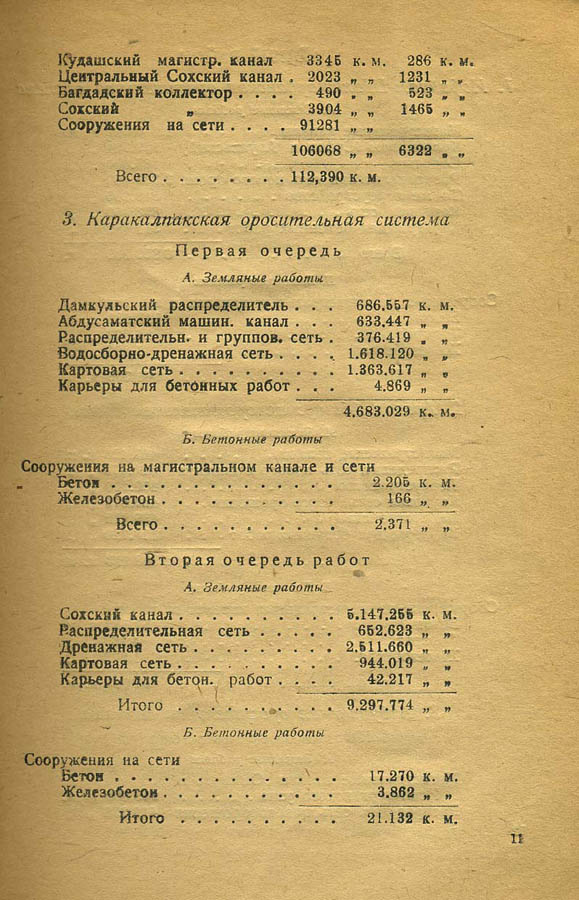 Кудашский магистр. канал 3345 к. м. 286 к. м.
Центральный Сохский канал . 2023 „ „ 1231 „ „
Багдадский коллектор . . . . 490 „ „ 523 „ „
Сохский „ 3904 „ „ 1465 „ „
Сооружения на сети . . . . 91281 „ „
106068 „ „ 6322 „ „
Всего . . . . . . . . 112,390 к. м.
3. Каракалпакская оросительная система
Первая очередь
А. Земляные работы
Дамкульский распределитель . . . 686.557 к. м.
Абдусаматский машин. канал . . . 633.447 „ „
Распределительн. и группов. сеть . 376.419 „ „
Водосборно-дренажная сеть . . . . 1.618.120 „ „
Картовая сеть . . . . . . . . . . 1.363.617 „ „
Карьеры для бетонных работ . . . 4.869 „ „
4.683.029 к. м.
Б. Бетонные работы
Сооружения на магистральном канале и сети
Бетон . . . . . . . . . . . . . . 2.205 к. м.
Железобетон . . . . . . . . . . . 166 „ „
Всего . . . . . . . . . . . 2,371 „ „
Вторая очередь работ
А. Земляные работы
Сохский канал . . . . . . . . . . 5.147.255 к. м.
Распределительная сеть . . . . . 652.623 „ „
Дренажная сеть . . . . . . . . . 2.511.660 „ „
Картовая сеть . . . . . . . . . . 944.019 „ „
Карьеры для бетон. работ . . . . 42.217 „ „
Итого . . . . . . . . . . 9.297.774 „ „
Б. Бетонные работы
Сооружения на сети
Бетон . . . . . . . . . . . . . . 17.270 к. м.
Железобетон . . . . . . . . . . . 3.862 „ „
Итого . . . . . . . . . . 21.132 к. м.
11